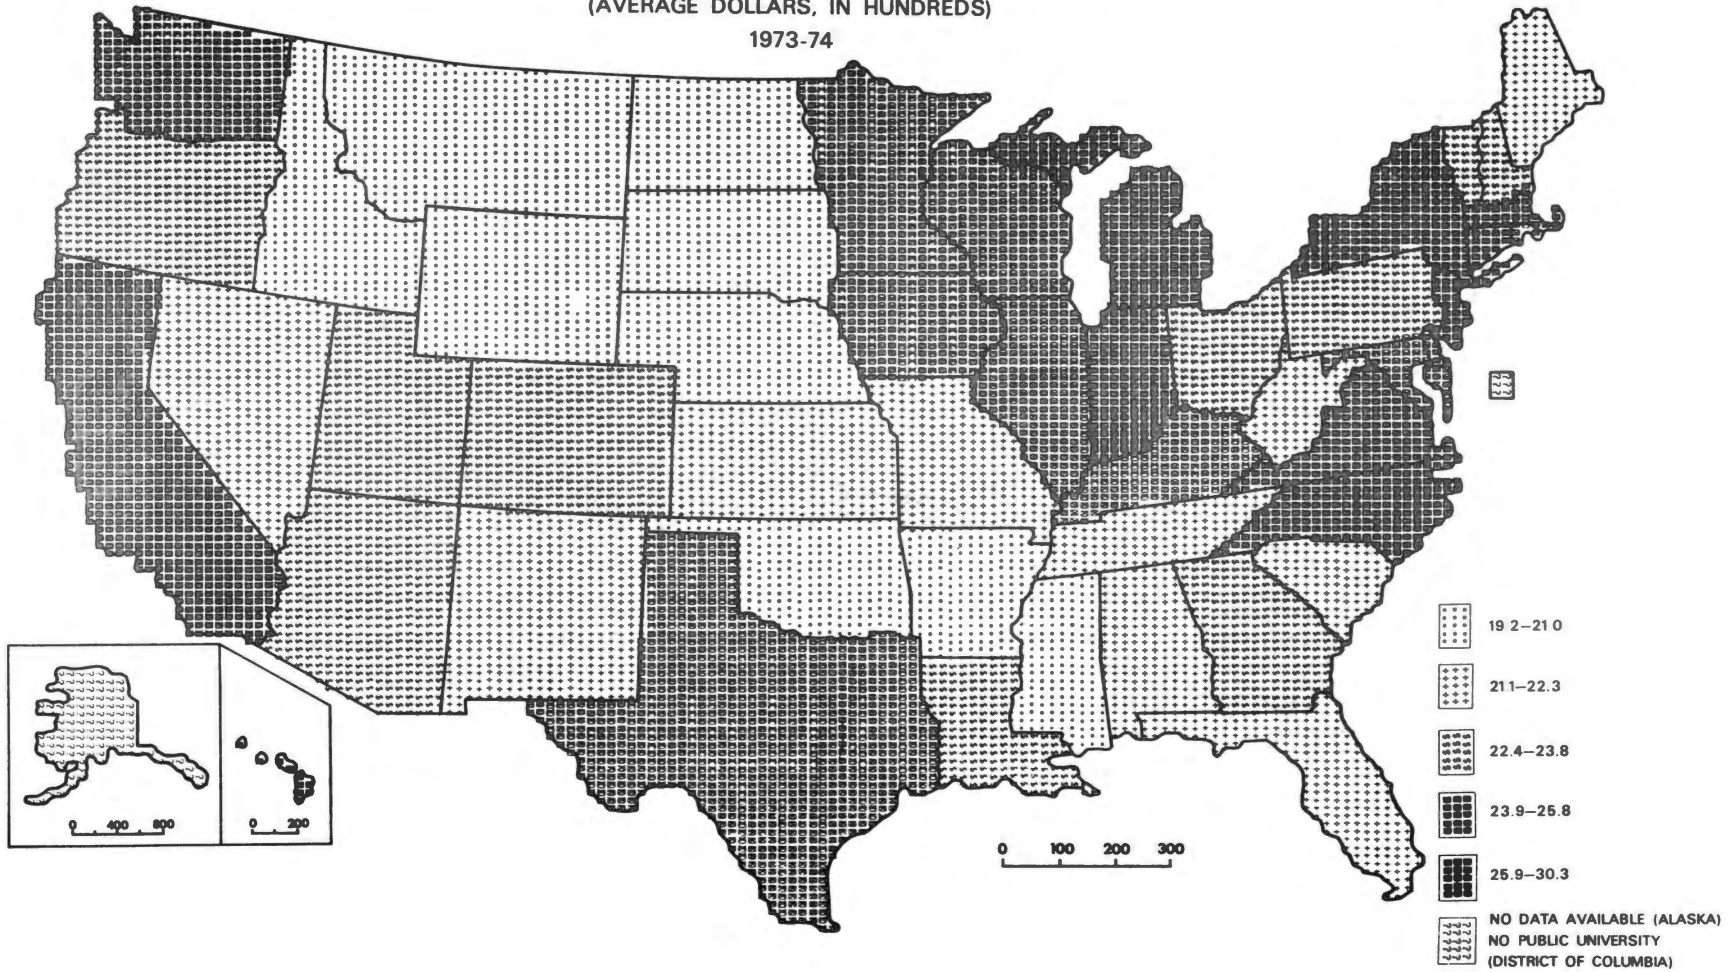 (AVERAGE DOLLARS, IN HUNDREDS)
1973-74
19 2–21 0
21.1–22.3
22.4–23.8
23.9–25.8
25.9–30.3
NO DATA AVAILABLE (ALASKA)
NO PUBLIC UNIVERSITY
(DISTRICT OF COLUMBIA)
0 400 800
0 200
0 100 200 300